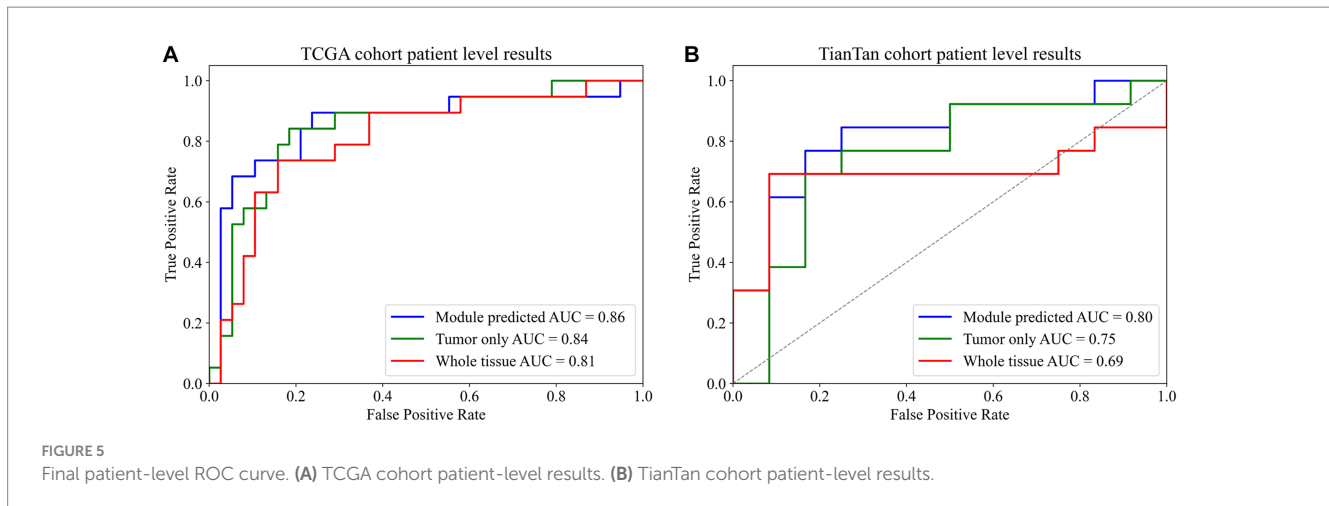 A
TCGA cohort patient level results
True Positive Rate
1.0
0.8
0.6
0.4
0.2
0.0
Module predicted AUC = 0.86
Tumor only AUC = 0.84
Whole tissue AUC = 0.81
0.0 0.2 0.4 0.6 0.8 1.0
False Positive Rate
B
TianTan cohort patient level results
True Positive Rate
1.0
0.8
0.6
0.4
0.2
0.0
Module predicted AUC = 0.80
Tumor only AUC = 0.75
Whole tissue AUC = 0.69
0.0 0.2 0.4 0.6 0.8 1.0
False Positive Rate
FIGURE 5
Final patient-level ROC curve. (A) TCGA cohort patient-level results. (B) TianTan cohort patient-level results.